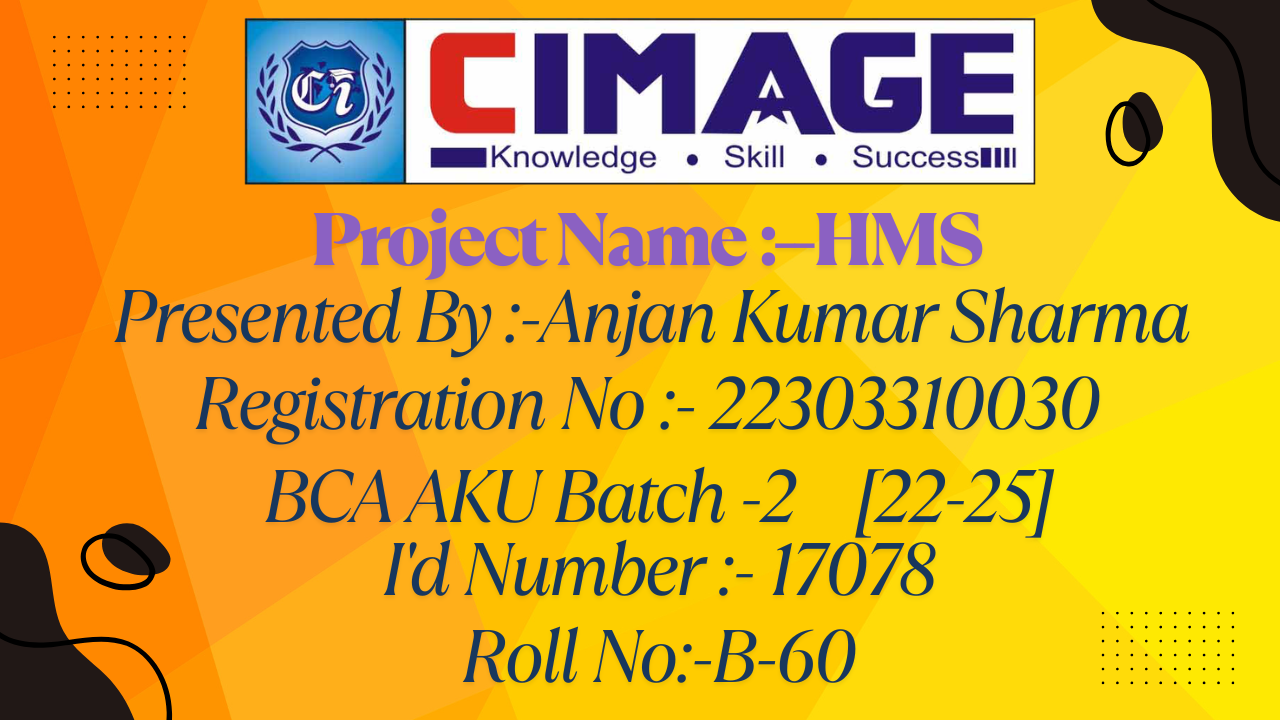 Ci
CIMAGE
Knowledge • Skill • Success
Project Name :–HMS
Presented By :-Anjan Kumar Sharma
Registration No :- 22303310030
BCA AKU Batch -2 [22-25]
I'd Number :- 17078
Roll No:-B-60